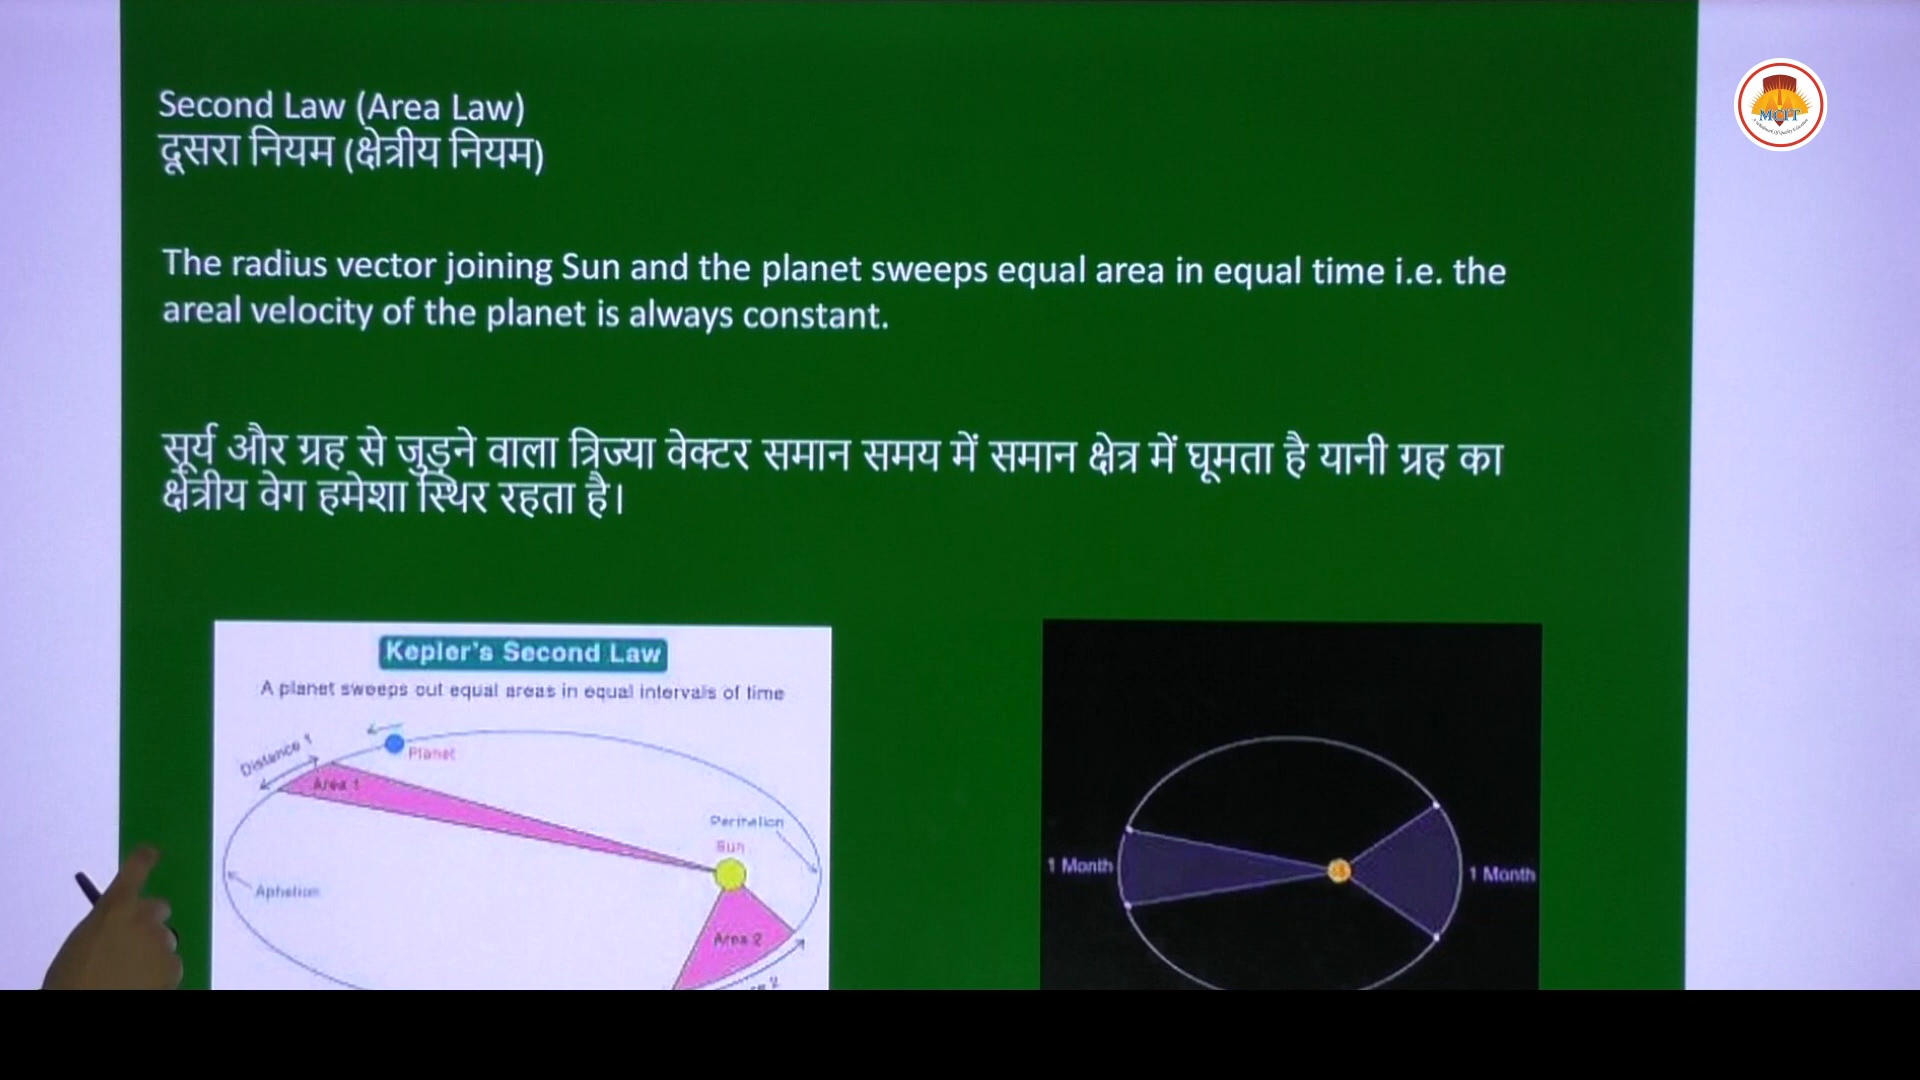 Second Law (Area Law)
दूसरा नियम (क्षेत्रीय नियम)
The radius vector joining Sun and the planet sweeps equal area in equal time i.e. the
areal velocity of the planet is always constant.
सूर्य और ग्रह से जुड़ने वाला त्रिज्या वेक्टर समान समय में समान क्षेत्र में घूमता है यानी ग्रह का
क्षेत्रीय वेग हमेशा स्थिर रहता है।
Kepler's Second Law
A planet sweeps out equal areas in equal intervals of time
Distance 1
Planet
Area 1
Perihelion
Sun
Aphelion
Area 2
1 Month
1 Month
MCIT